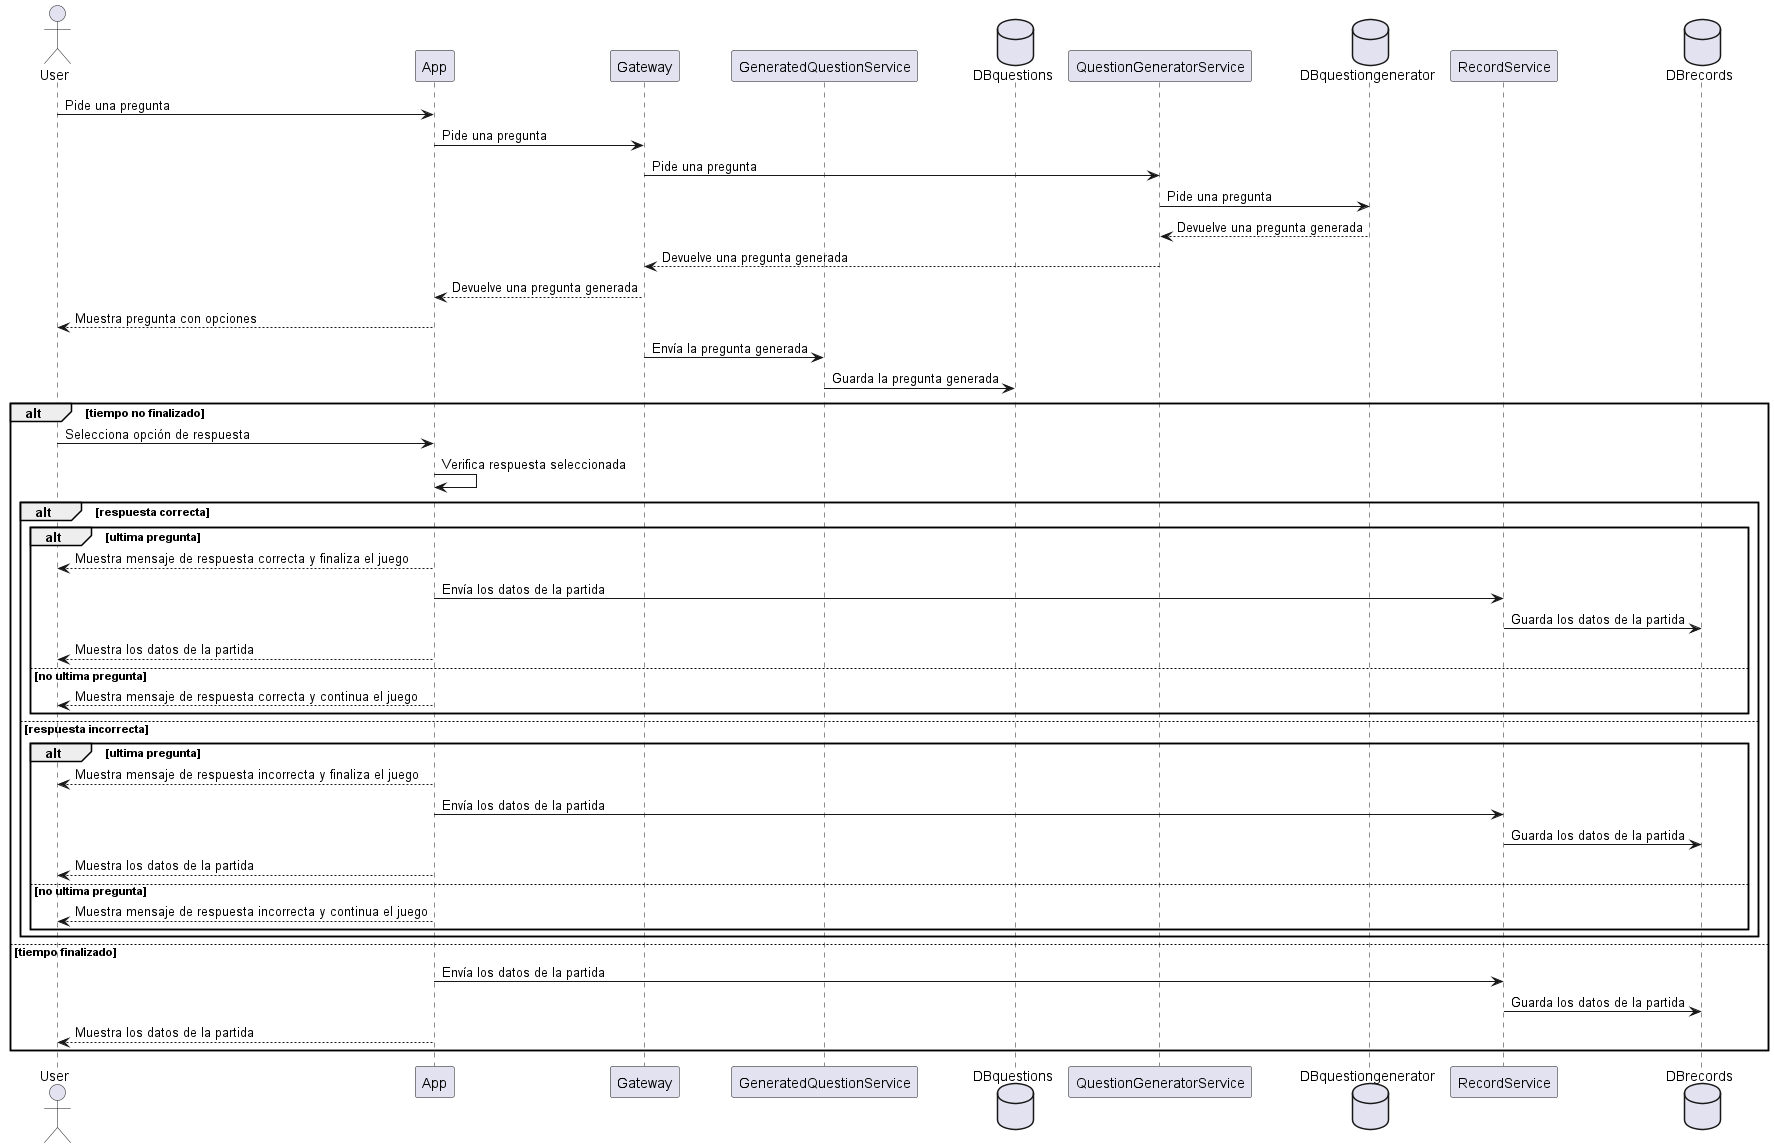 User
App
Gateway
GeneratedQuestionService
DBquestions
QuestionGeneratorService
DBquestiongenerator
RecordService
DBrecords
Pide una pregunta
Pide una pregunta
Pide una pregunta
Pide una pregunta
Devuelve una pregunta generada
Devuelve una pregunta generada
Devuelve una pregunta generada
Muestra pregunta con opciones
Envía la pregunta generada
Guarda la pregunta generada
alt [tiempo no finalizado]
Selecciona opción de respuesta
Verifica respuesta seleccionada
alt [respuesta correcta]
alt [ultima pregunta]
Muestra mensaje de respuesta correcta y finaliza el juego
Envía los datos de la partida
Guarda los datos de la partida
Muestra los datos de la partida
[no ultima pregunta]
Muestra mensaje de respuesta correcta y continua el juego
[respuesta incorrecta]
alt [ultima pregunta]
Muestra mensaje de respuesta incorrecta y finaliza el juego
Envía los datos de la partida
Guarda los datos de la partida
Muestra los datos de la partida
[no ultima pregunta]
Muestra mensaje de respuesta incorrecta y continua el juego
[tiempo finalizado]
Envía los datos de la partida
Guarda los datos de la partida
Muestra los datos de la partida
User
App
Gateway
GeneratedQuestionService
DBquestions
QuestionGeneratorService
DBquestiongenerator
RecordService
DBrecords